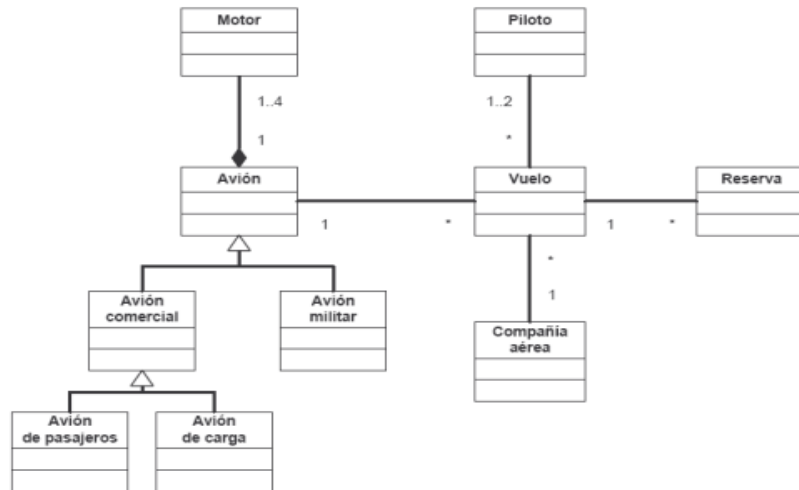 Motor
Piloto
1..4
1..2
1
*
Avión
Vuelo
Reserva
1
*
1
*
*
1
Avión
comercial
Avión
militar
Compañía
aérea
Avión
de pasajeros
Avión
de carga